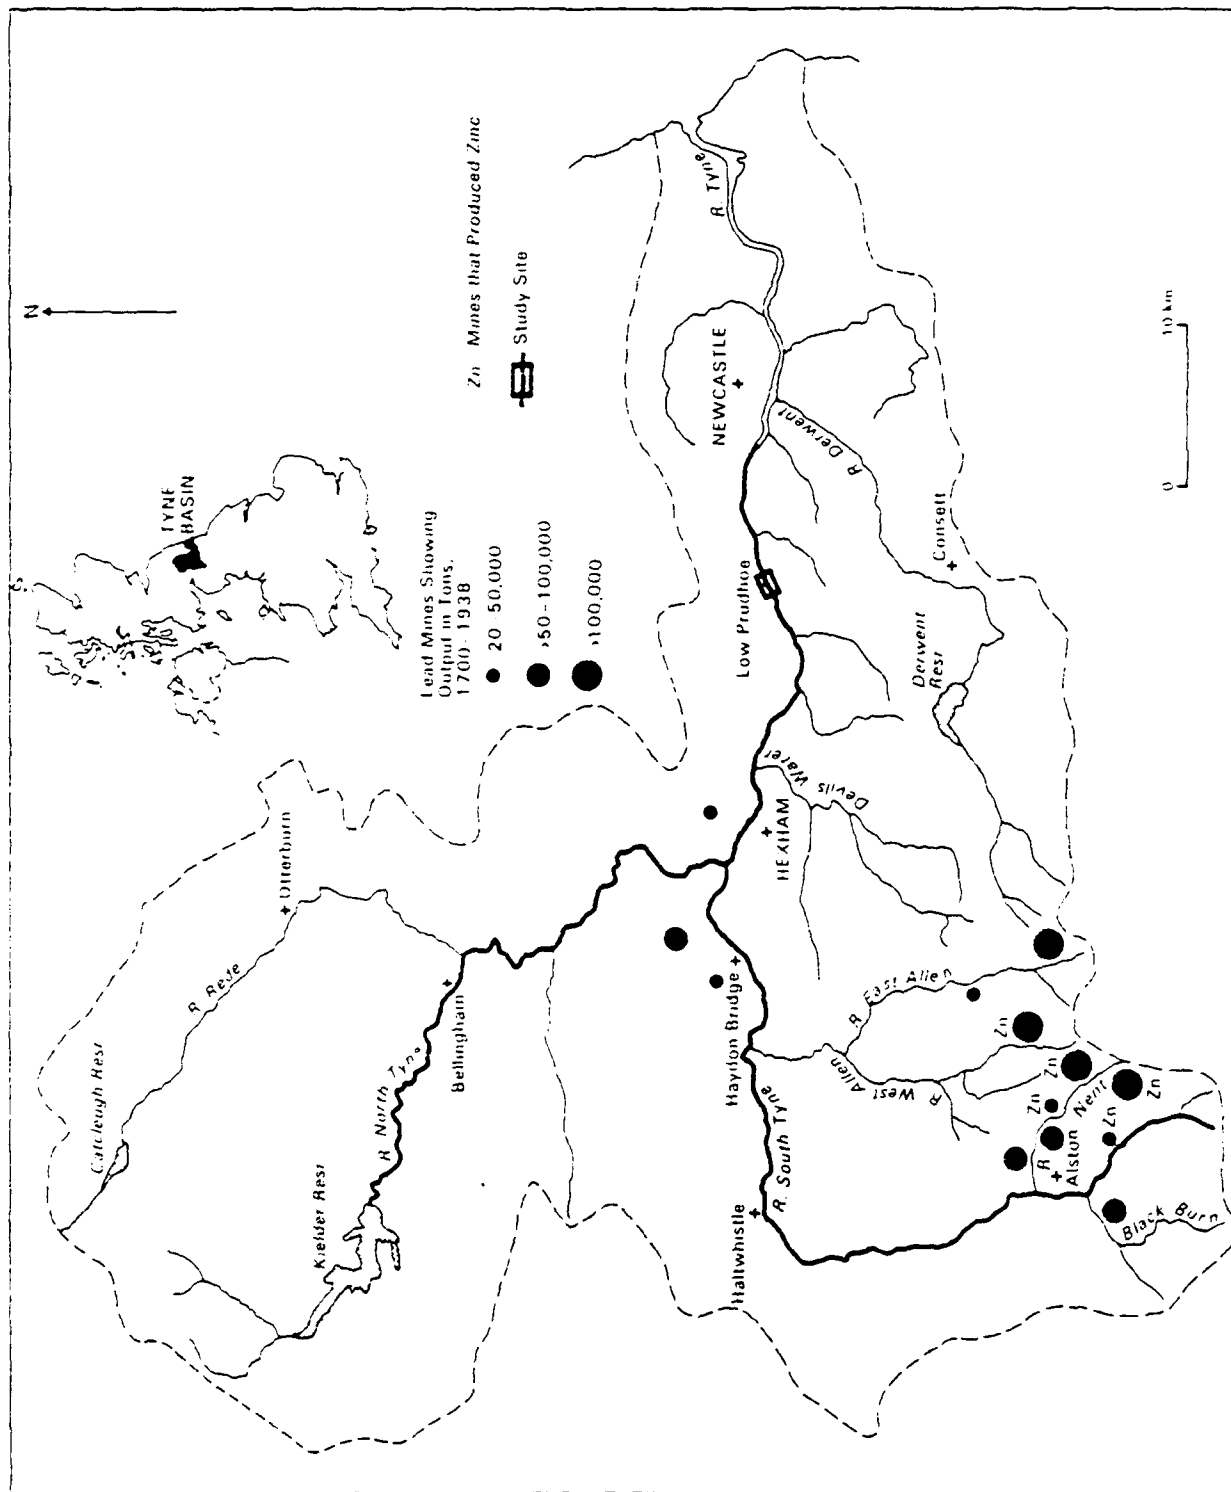 N
TYNE
BASIN
Lead Mines Showing
Output in Tons.
1700-1938
20-50,000
>50-100,000
>100,000
Zn Mines that Produced Zinc
Study Site
Catcleugh Rest
R Rede
Otterburn
Kielder Rest
R North Tyne
Bellingham
R. Tyne
NEWCASTLE
Low Prudhoe
HEXHAM
Devils Water
R Derwent
Derwent
Rest
Consett
Haydon Bridge
Haltwhistle
R. South Tyne
R West Allen
R East Allen
Zn
Zn
Zn
Zn
Zn
R Nent
Alston
Black Burn
0 10 km